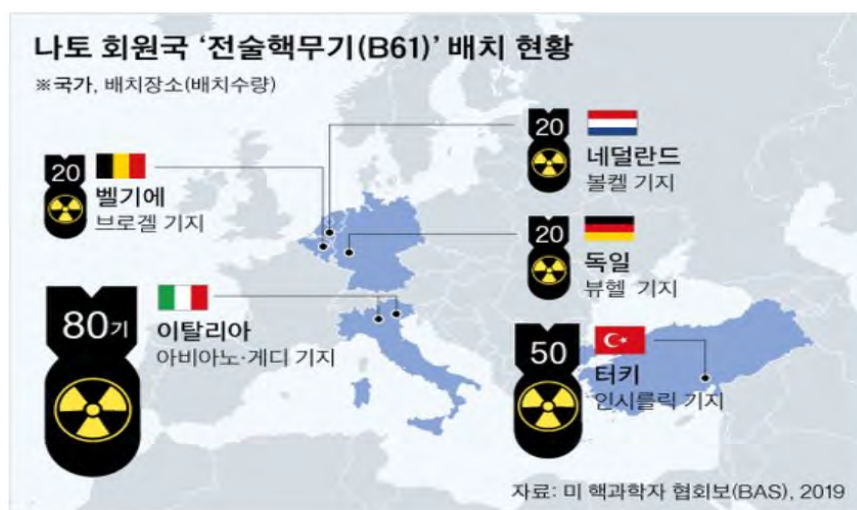 나토 회원국 ‘전술핵무기(B61)’ 배치 현황
※국가, 배치장소(배치수량)
20
벨기에
브로겔 기지
20
네덜란드
볼켈 기지
20
독일
뷰헬 기지
80기
이탈리아
아비아노·게디 기지
50
터키
인시를릭 기지
자료: 미 핵과학자 협회보(BAS), 2019